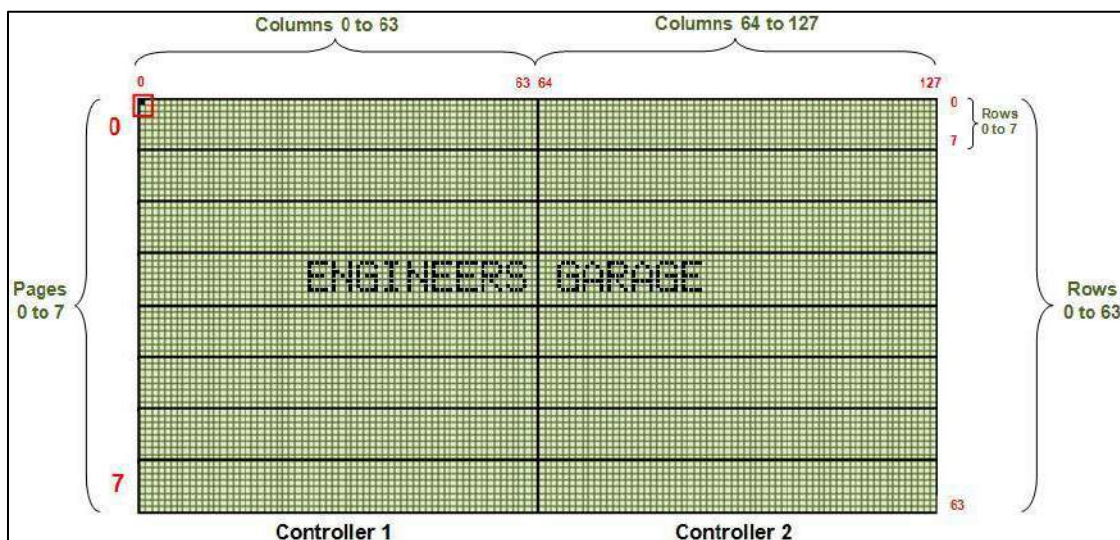 Columns 0 to 63 Columns 64 to 127
0 63 64 127
0 0 Rows
0 to 7
7
ENGINEERS GARAGE
Pages
0 to 7
Rows
0 to 63
7
63
Controller 1 Controller 2